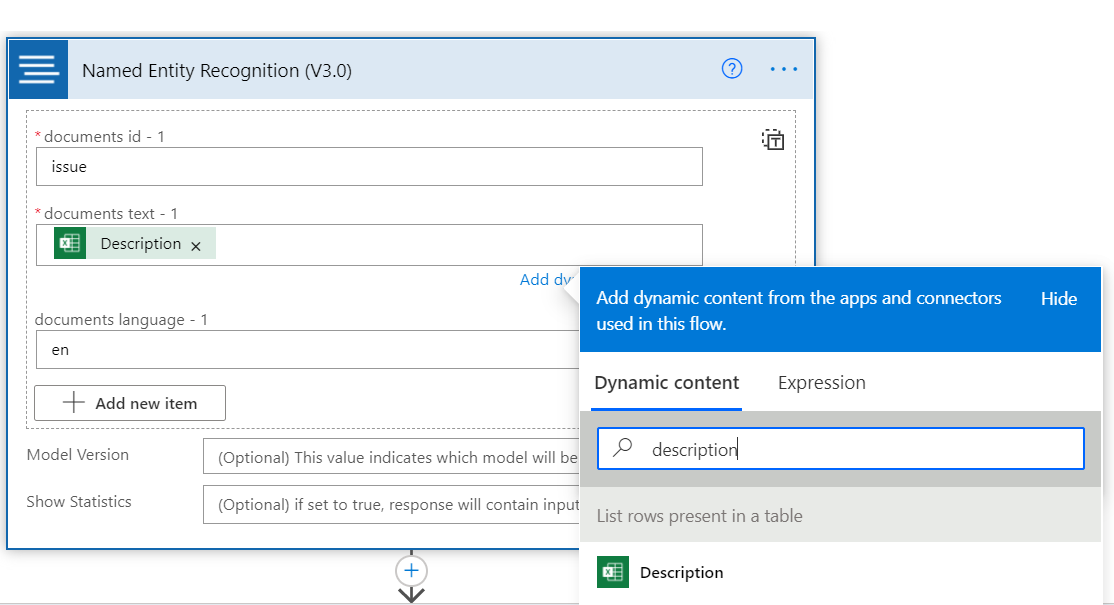 Named Entity Recognition (V3.0)
* documents id - 1
issue
* documents text - 1
Description
Add
documents language - 1
en
Add new item
Model Version
(Optional) This value indicates which model will be
Show Statistics
(Optional) if set to true, response will contain input
Add dynamic content from the apps and connectors
used in this flow.
Hide
Dynamic content
Expression
description
List rows present in a table
Description